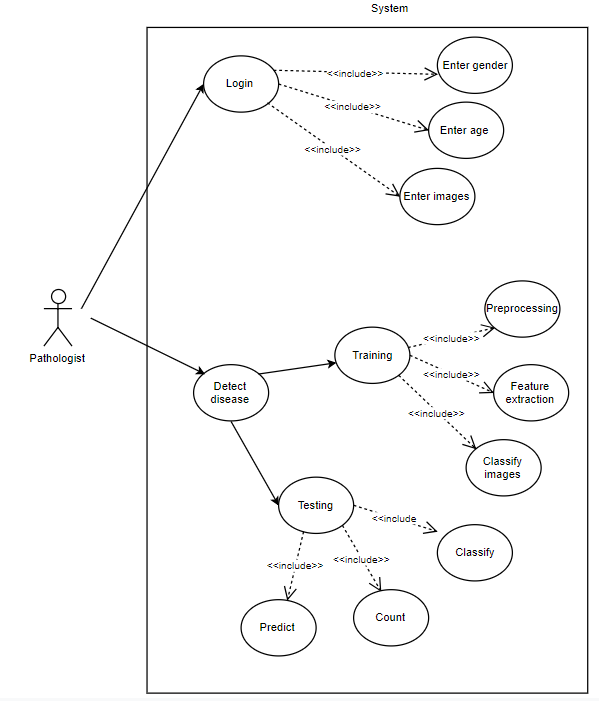 System
Login
<<include>>
Enter gender
<<include>>
Enter age
<<include>>
Enter images
Pathologist
Detect
disease
Training
<<include>>
Preprocessing
<<include>>
Feature
extraction
<<include>>
Classify
images
Testing
<<include
Classify
<<include>>
Count
<<include>>
Predict